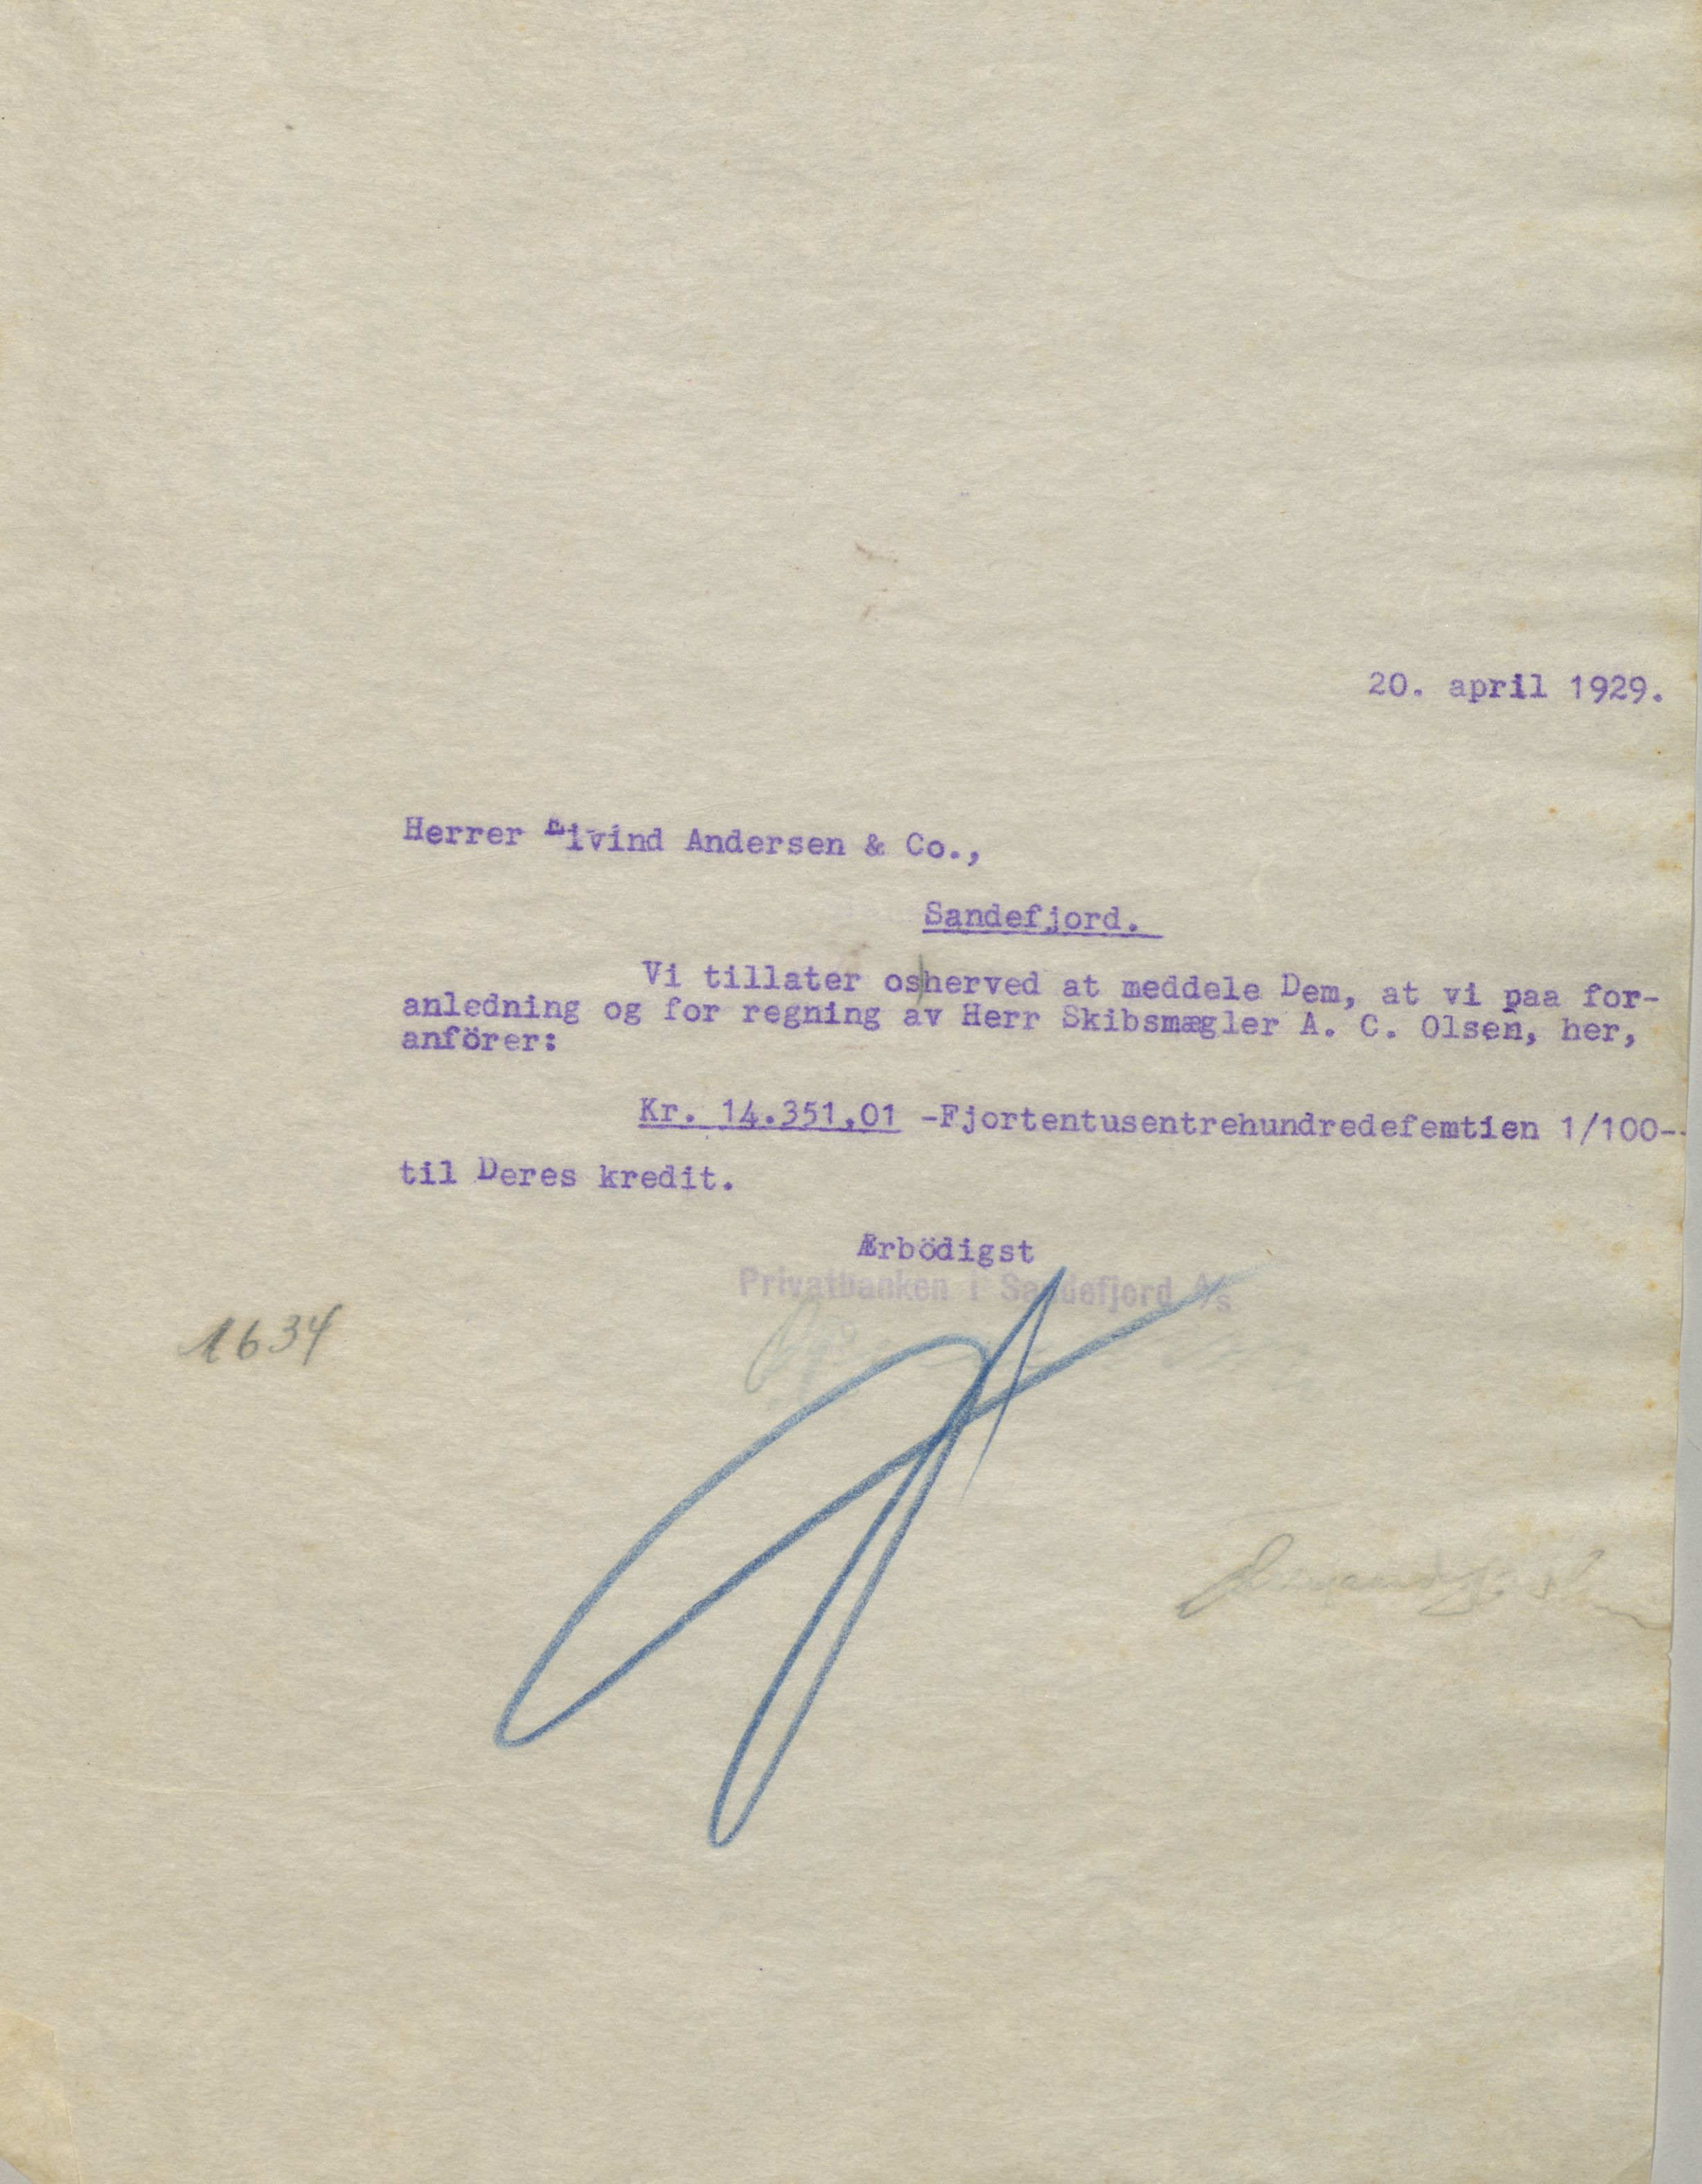 20. april 1929.
Herrer Eivind Andersen & Co.,
Sandefjord.
Vi tillater os herved at meddele Dem, at vi paa for-
anledning og for regning av Herr Skibsmægler A. C. Olsen, her,
anförer:
Kr. 14.351,01 -Fjortentusentrehundredefemtien 1/100--
til Deres kredit.
Ærbödigst
Privatbanken i Sandefjord A/s
1634